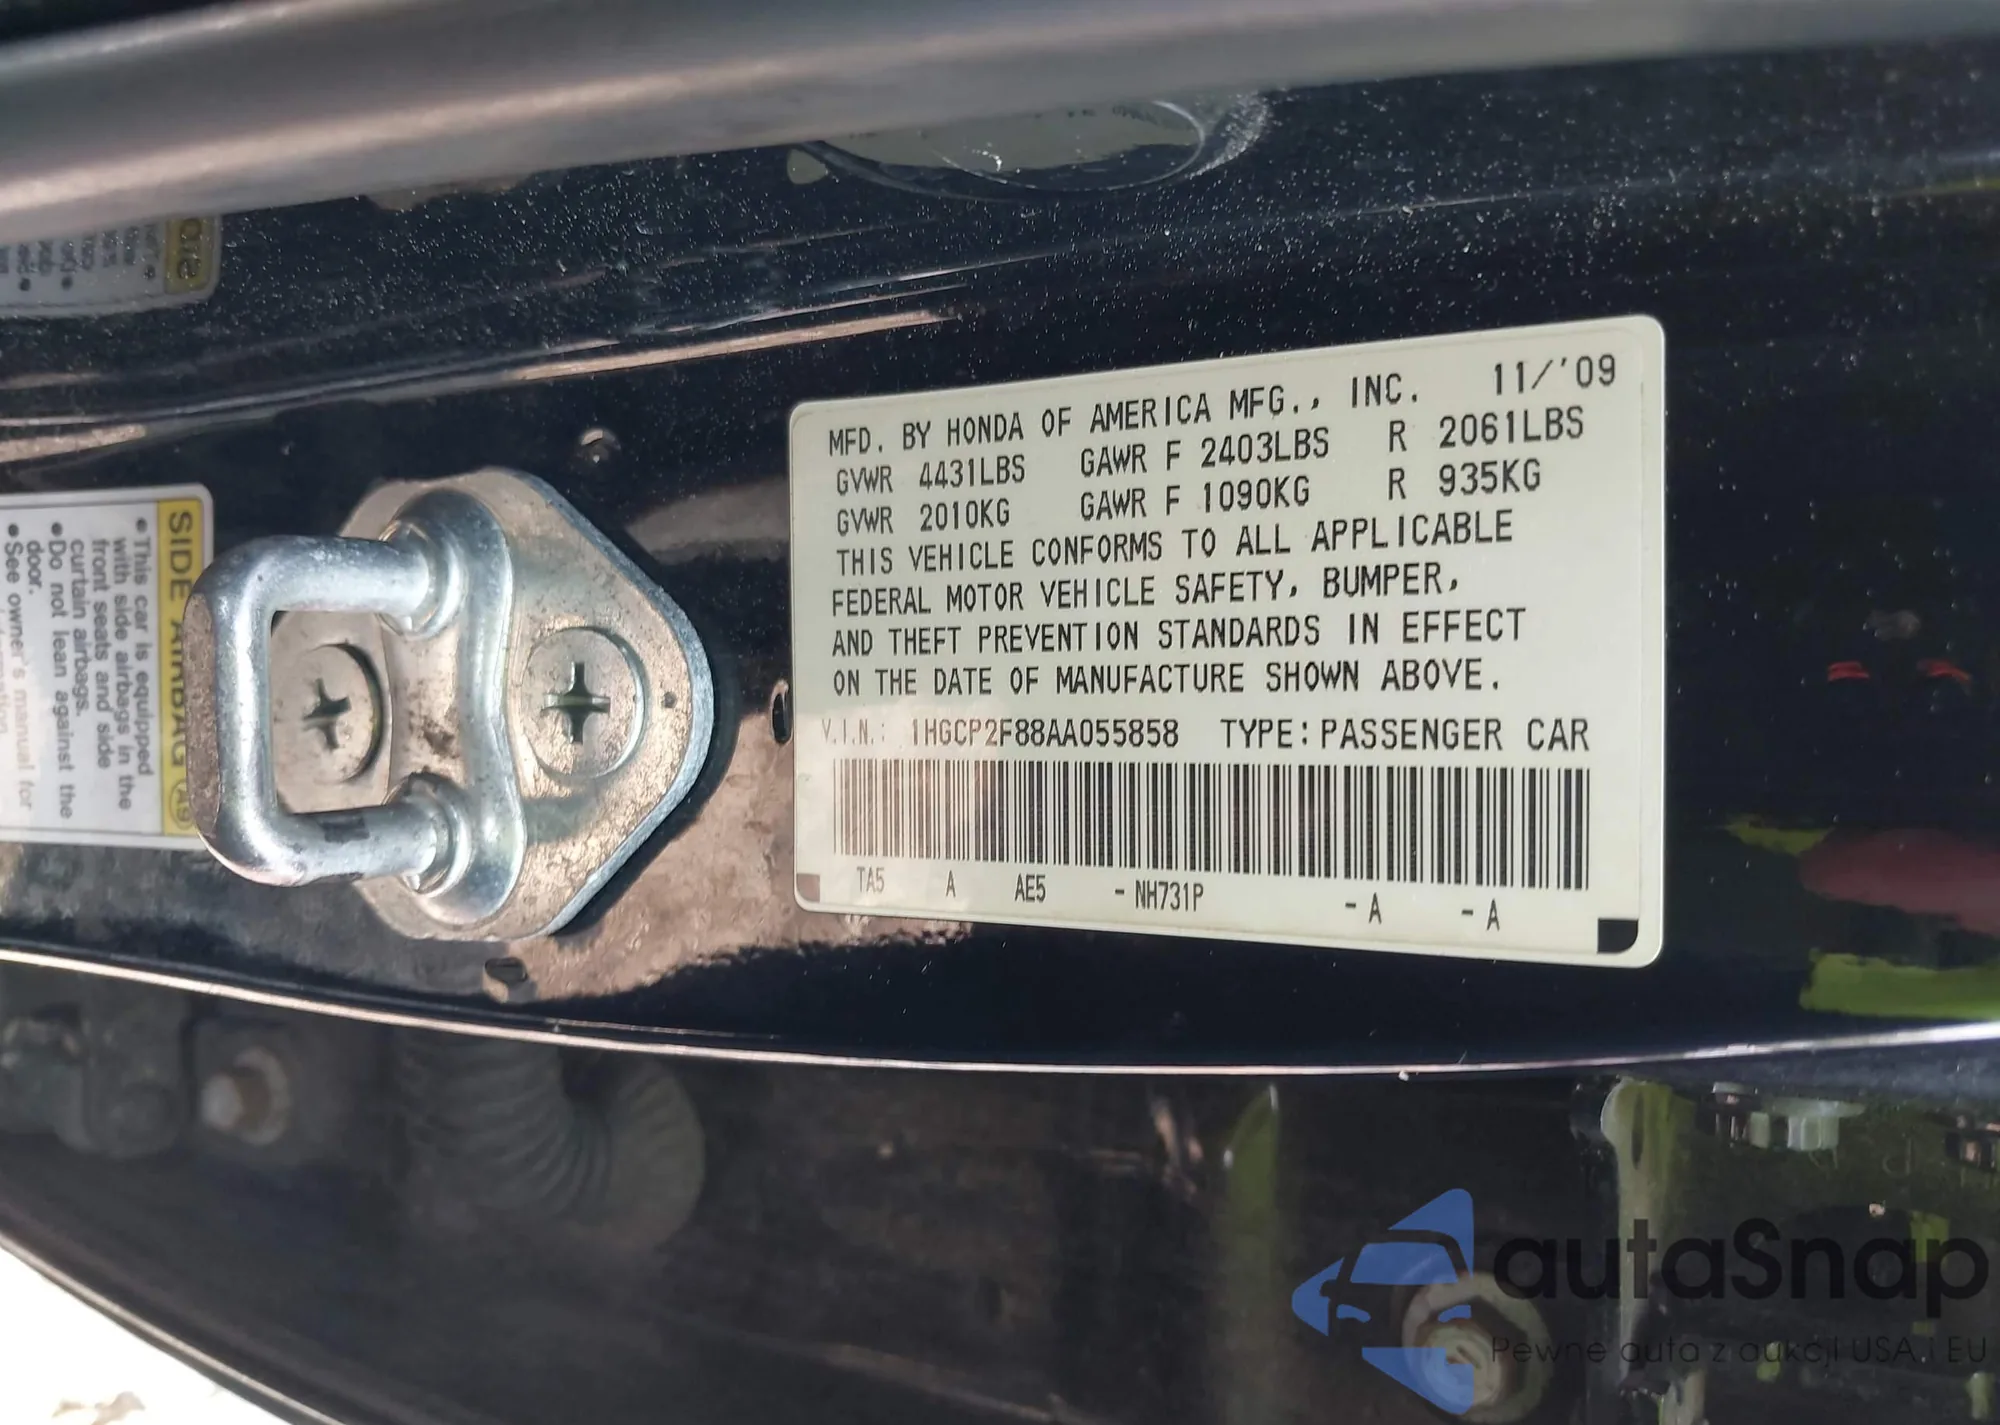 MFD. BY HONDA OF AMERICA MFG., INC. 11/'09
GVWR 4431LBS GAWR F 2403LBS R 2061LBS
GVWR 2010KG GAWR F 1090KG R 935KG
THIS VEHICLE CONFORMS TO ALL APPLICABLE
FEDERAL MOTOR VEHICLE SAFETY, BUMPER,
AND THEFT PREVENTION STANDARDS IN EFFECT
ON THE DATE OF MANUFACTURE SHOWN ABOVE.
V.I.N.: 1HGCP2F88AA055858 TYPE: PASSENGER CAR
TA5 A AE5 - NH731P - A - A
SIDE AIRBAG A9
• This car is equipped
with side airbags in the
front seats and side
curtain airbags.
• Do not lean against the
door.
• See owner's manual for
autaSnap
Pewne auta z aukcji USA i EU